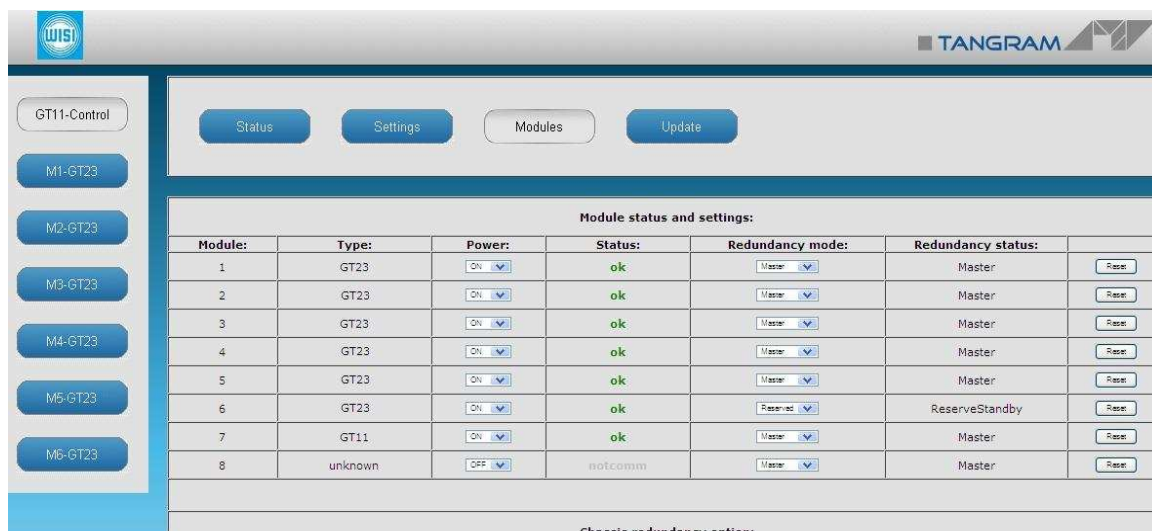 WISI
TANGRAM
GT11-Control
M1-GT23
M2-GT23
M3-GT23
M4-GT23
M5-GT23
M6-GT23
Status Settings Modules Update
Module status and settings:
Module: Type: Power: Status: Redundancy mode: Redundancy status:
1 GT23 ON ok Master Master Reset
2 GT23 ON ok Master Master Reset
3 GT23 ON ok Master Master Reset
4 GT23 ON ok Master Master Reset
5 GT23 ON ok Master Master Reset
6 GT23 ON ok Reserved ReserveStandby Reset
7 GT11 ON ok Master Master Reset
8 unknown OFF notcomm Master Master Reset
Chassis redundancy option: